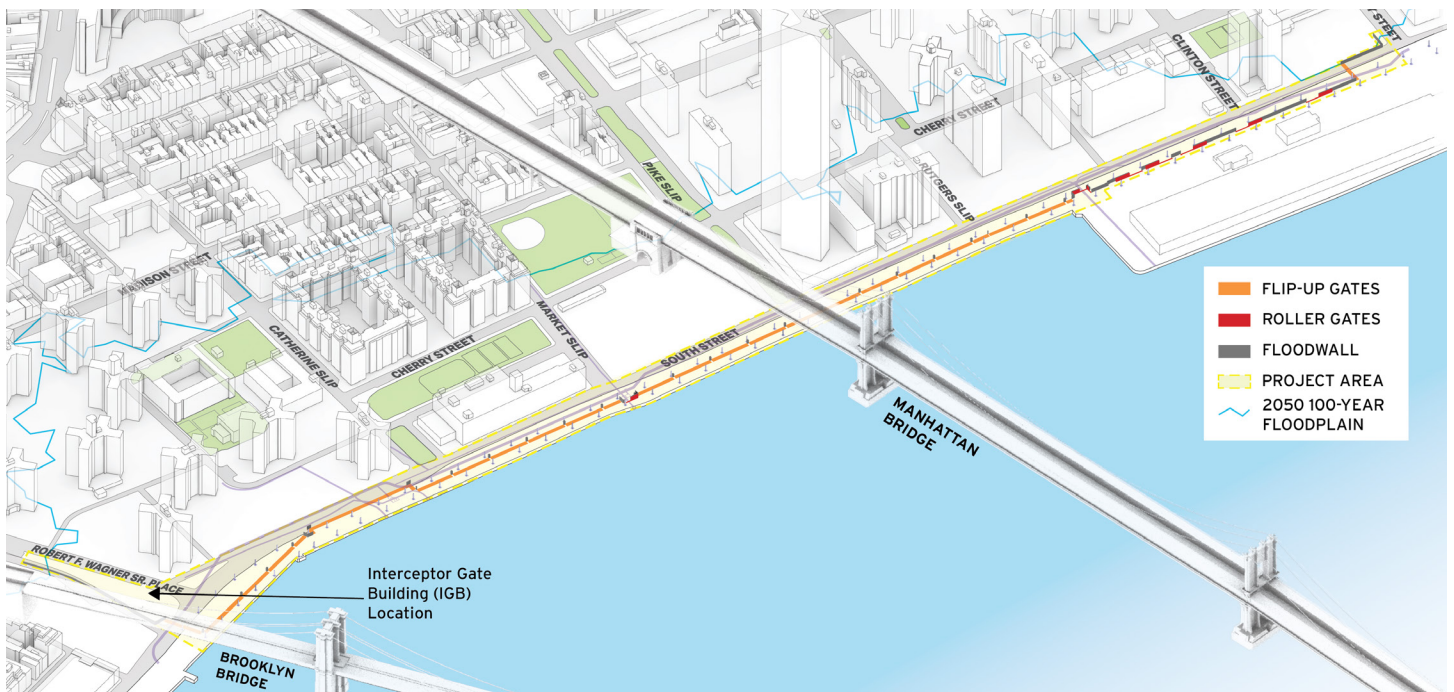 Y STREET
CLINTON STREET
CHERRY STREET
PIKE SLIP
RUTGERS SLIP
MADISON STREET
MARKET SLIP
CATHERINE SLIP
CHERRY STREET
SOUTH STREET
FLIP-UP GATES
ROLLER GATES
FLOODWALL
PROJECT AREA
2050 100-YEAR
FLOODPLAIN
MANHATTAN
BRIDGE
ROBERT F. WAGNER SR. PLACE
Interceptor Gate
Building (IGB)
Location
BROOKLYN
BRIDGE